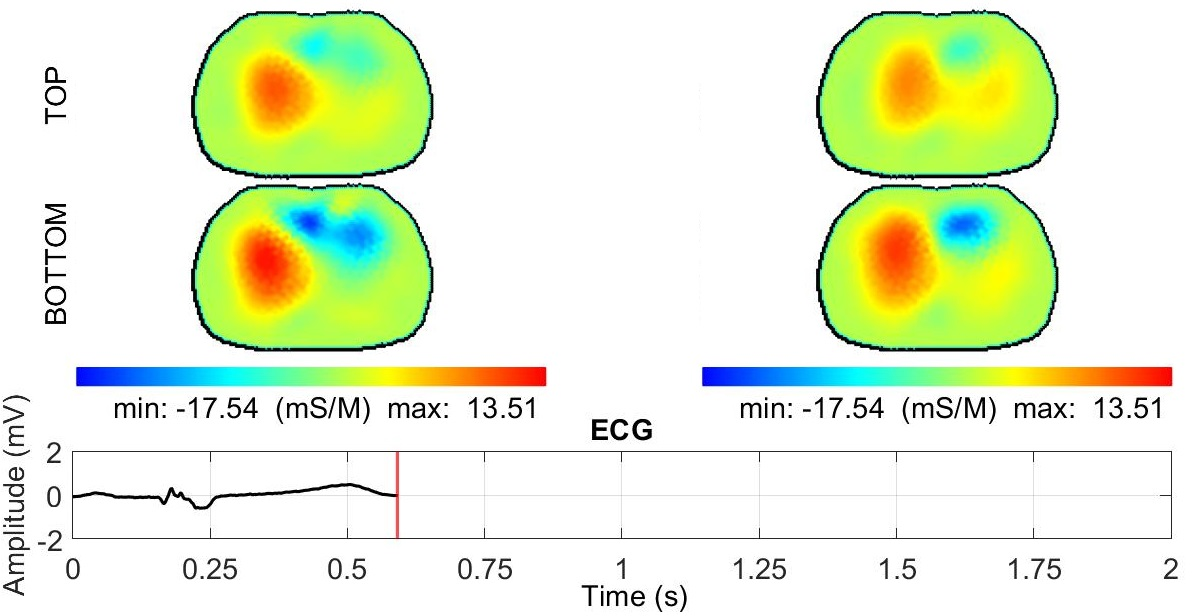 TOP
BOTTOM
min: -17.54 (mS/M) max: 13.51
min: -17.54 (mS/M) max: 13.51
ECG
Amplitude (mV)
2
0
-2
0 0.25 0.5 0.75 1 1.25 1.5 1.75 2
Time (s)